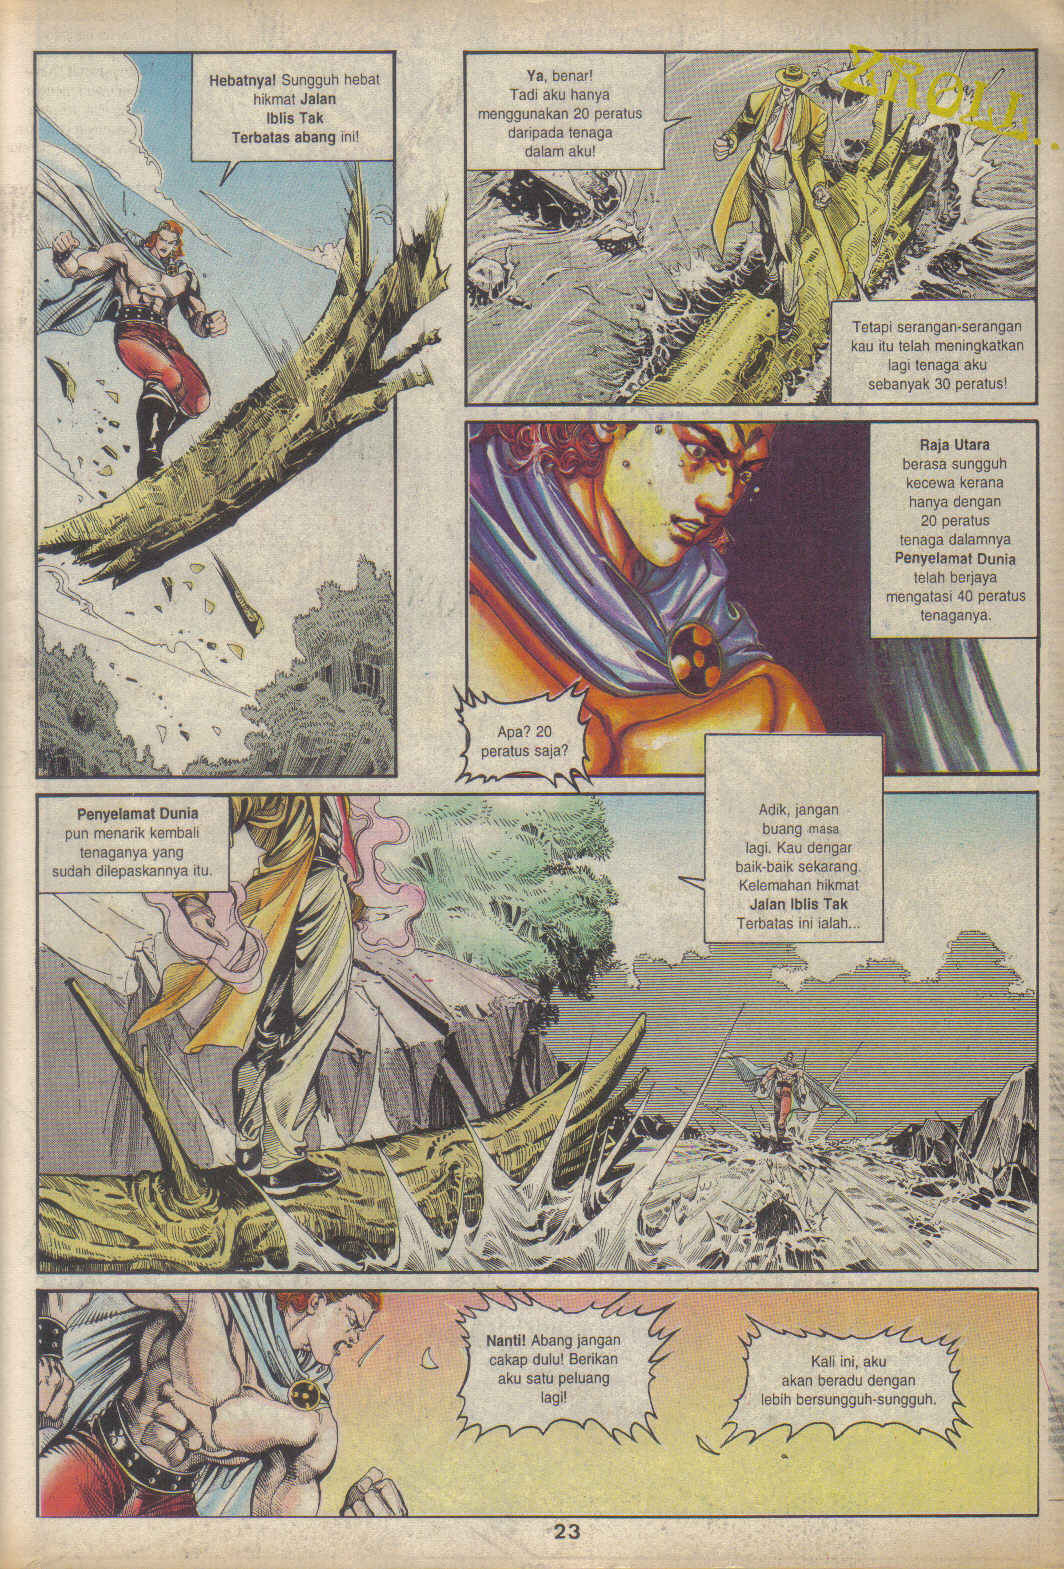 Hebatnya! Sungguh hebat
hikmat Jalan
Iblis Tak
Terbatas abang ini!
Ya, benar!
Tadi aku hanya
menggunakan 20 peratus
daripada tenaga
dalam aku!
ZROLL..
Tetapi serangan-serangan
kau itu telah meningkatkan
lagi tenaga aku
sebanyak 30 peratus!
Raja Utara
berasa sungguh
kecewa kerana
hanya dengan
20 peratus
tenaga dalamnya
Penyelamat Dunia
telah berjaya
mengatasi 40 peratus
tenaganya.
Apa? 20
peratus saja?
Penyelamat Dunia
pun menarik kembali
tenaganya yang
sudah dilepaskannya itu.
Adik, jangan
buang masa
lagi. Kau dengar
baik-baik sekarang.
Kelemahan hikmat
Jalan Iblis Tak
Terbatas ini ialah...
Nanti! Abang jangan
cakap dulu! Berikan
aku satu peluang
lagi!
Kali ini, aku
akan beradu dengan
lebih bersungguh-sungguh.
23